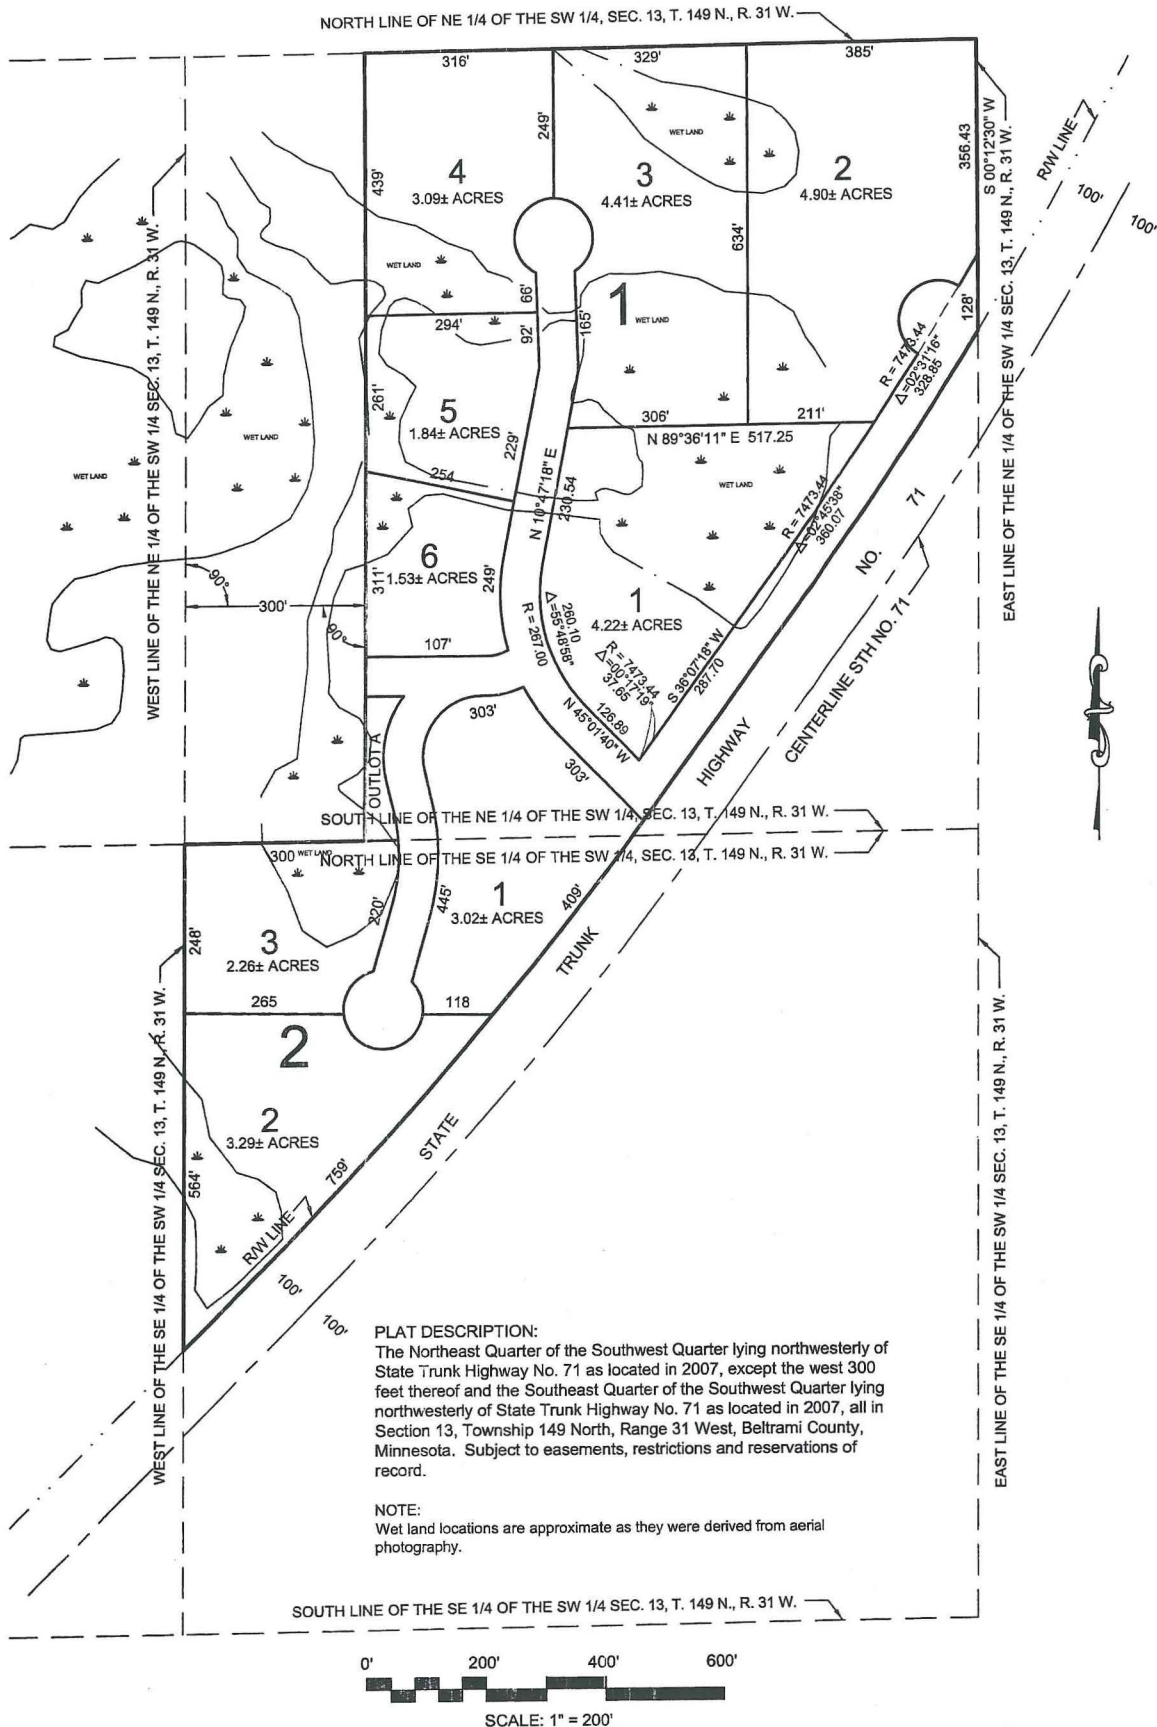 NORTH LINE OF NE 1/4 OF THE SW 1/4, SEC. 13, T. 149 N., R. 31 W.
316'
329'
385'
249'
WET LAND
S 00°12'30" W
356.43
R/W LINE
100'
100'
4
3.09± ACRES
3
4.41± ACRES
2
4.90± ACRES
439'
634'
WET LAND
66'
1
WET LAND
165'
294'
92'
128'
EAST LINE OF THE NE 1/4 OF THE SW 1/4 SEC. 13, T. 149 N., R. 31 W.
WEST LINE OF THE NE 1/4 OF THE SW 1/4 SEC. 13, T. 149 N., R. 31 W.
R = 7473.44
Δ=02°31'16"
328.85
261'
5
1.84± ACRES
229'
306'
211'
N 89°36'11" E 517.25
WET LAND
WET LAND
WET LAND
254
N 10°47'18" E
230.54
R = 7473.44
Δ=02°45'38"
360.07
NO. 71
6
1.53± ACRES
311'
249'
90°
300'
90°
107'
1
4.22± ACRES
260.10
Δ=55°48'58"
R = 267.00
R = 7473.44
Δ=00°17'19"
37.65
S 36°07'18" W
287.70
126.89
N 45°01'40" W
303'
303'
HIGHWAY
CENTERLINE STH NO. 71
OUTLOT A
SOUTH LINE OF THE NE 1/4 OF THE SW 1/4, SEC. 13, T. 149 N., R. 31 W.
300
WET LAND
NORTH LINE OF THE SE 1/4 OF THE SW 1/4, SEC. 13, T. 149 N., R. 31 W.
1
3.02± ACRES
220'
445'
409'
248'
3
2.26± ACRES
TRUNK
265
118
2
2
3.29± ACRES
STATE
564'
759'
R/W LINE
100'
100'
WEST LINE OF THE SE 1/4 OF THE SW 1/4 SEC. 13, T. 149 N., R. 31 W.
EAST LINE OF THE SE 1/4 OF THE SW 1/4 SEC. 13, T. 149 N., R. 31 W.
PLAT DESCRIPTION:
The Northeast Quarter of the Southwest Quarter lying northwesterly of
State Trunk Highway No. 71 as located in 2007, except the west 300
feet thereof and the Southeast Quarter of the Southwest Quarter lying
northwesterly of State Trunk Highway No. 71 as located in 2007, all in
Section 13, Township 149 North, Range 31 West, Beltrami County,
Minnesota. Subject to easements, restrictions and reservations of
record.
NOTE:
Wet land locations are approximate as they were derived from aerial
photography.
SOUTH LINE OF THE SE 1/4 OF THE SW 1/4 SEC. 13, T. 149 N., R. 31 W.
0' 200' 400' 600'
SCALE: 1" = 200'